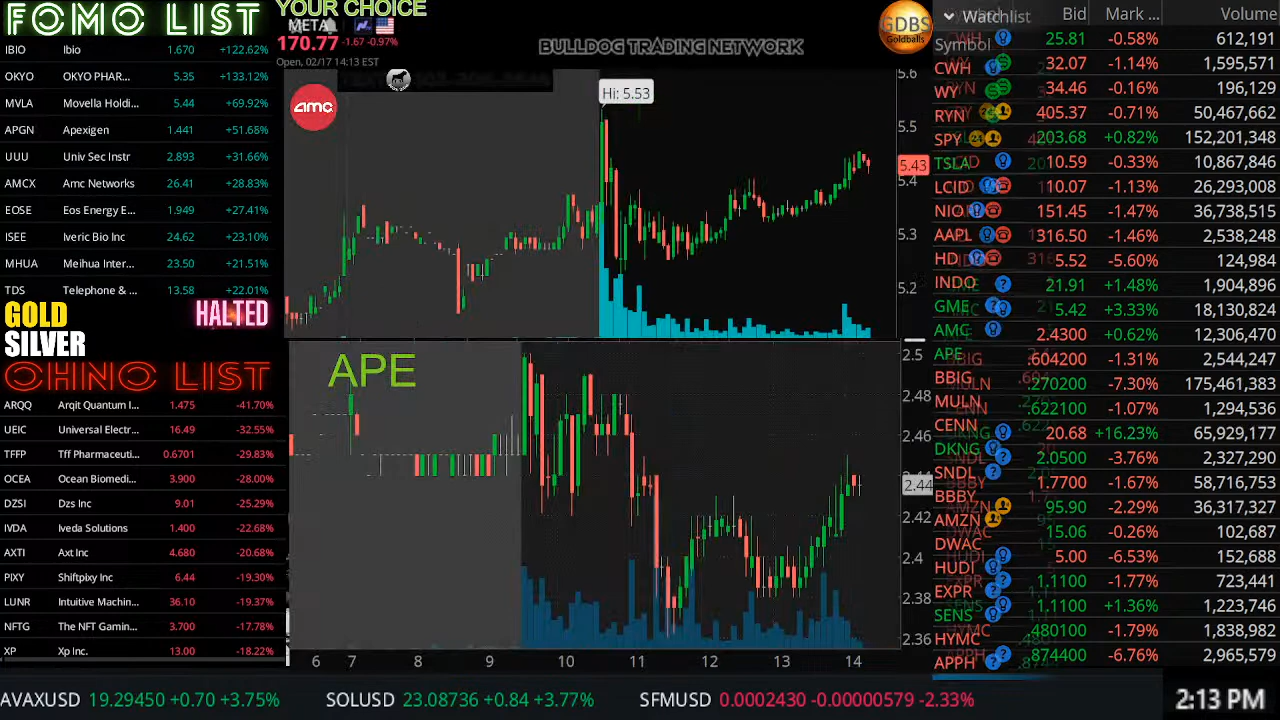 FOMO LIST
IBIO Ibio 1.670 +122.62%
OKYO OKYO PHAR... 5.35 +133.12%
MVLA Movella Holdi... 5.44 +69.92%
APGN Apexigen 1.441 +51.68%
UUU Univ Sec Instr 2.893 +31.66%
AMCX Amc Networks 26.41 +28.83%
EOSE Eos Energy E... 1.949 +27.41%
ISEE Iveric Bio Inc 24.62 +23.10%
MHUA Meihua Inter... 23.50 +21.51%
TDS Telephone & ... 13.58 +22.01%
GOLD HALTED
SILVER
OHNO LIST
ARQQ Arqit Quantum I... 1.475 -41.70%
UEIC Universal Electr... 16.49 -32.55%
TFFP Tff Pharmaceuti... 0.6701 -29.83%
OCEA Ocean Biomedi... 3.90 -28.00%
DZSI Dzs Inc 9.01 -25.29%
IVDA Iveda Solutions 1.400 -22.68%
AXTI Axt Inc 4.680 -20.68%
PIXY Shiftpixy Inc 6.44 -19.30%
LUNR Intuitive Machin... 36.10 -19.37%
NFTG The NFT Gamin... 3.700 -17.78%
XP Xp Inc. 13.00 -18.22%
YOUR CHOICE
META
170.77 -1.67 -0.97%
Open, 02/17 14:13 EST
BULLDOG TRADING NETWORK
GDBS
Goldballs
amc
Hi: 5.53
5.6
5.5
5.43
5.4
5.3
5.2
APE
2.5
2.48
2.46
2.44
2.42
2.4
2.38
2.36
6 7 8 9 10 11 12 13 14
Watchlist Bid Mark ... Volume
Symbol
25.81 -0.58% 612,191
CWH 32.07 -1.14% 1,595,571
WY 34.46 -0.16% 196,129
RYN 405.37 -0.71% 50,467,662
SPY 203.68 +0.82% 152,201,348
TSLA 10.59 -0.33% 10,867,846
LCID 10.07 -1.13% 26,293,008
NIO 151.45 -1.47% 36,738,515
AAPL 316.50 -1.46% 2,538,248
HD 5.52 -5.60% 124,984
INDO 21.91 +1.48% 1,904,896
GME 5.42 +3.33% 18,130,824
AMC 2.4300 +0.62% 12,306,470
APE .604200 -1.31% 2,544,247
BBIG .270200 -7.30% 175,461,383
MULN .622100 -1.07% 1,294,536
CENN 20.68 +16.23% 65,929,177
DKNG 2.0500 -3.76% 2,327,290
SNDL 1.7700 -1.67% 58,716,753
BBBY 95.90 -2.29% 36,317,327
AMZN 15.06 -0.26% 102,687
DWAC 5.00 -6.53% 152,688
HUDI 1.1100 -1.77% 723,441
EXPR 1.1100 +1.36% 1,223,746
SENS .480100 -1.79% 1,838,982
HYMC .874400 -6.76% 2,965,579
APPH
AVAXUSD 19.29450 +0.70 +3.75% SOLUSD 23.08736 +0.84 +3.77% SFMUSD 0.0002430 -0.00000579 -2.33%
2:13 PM